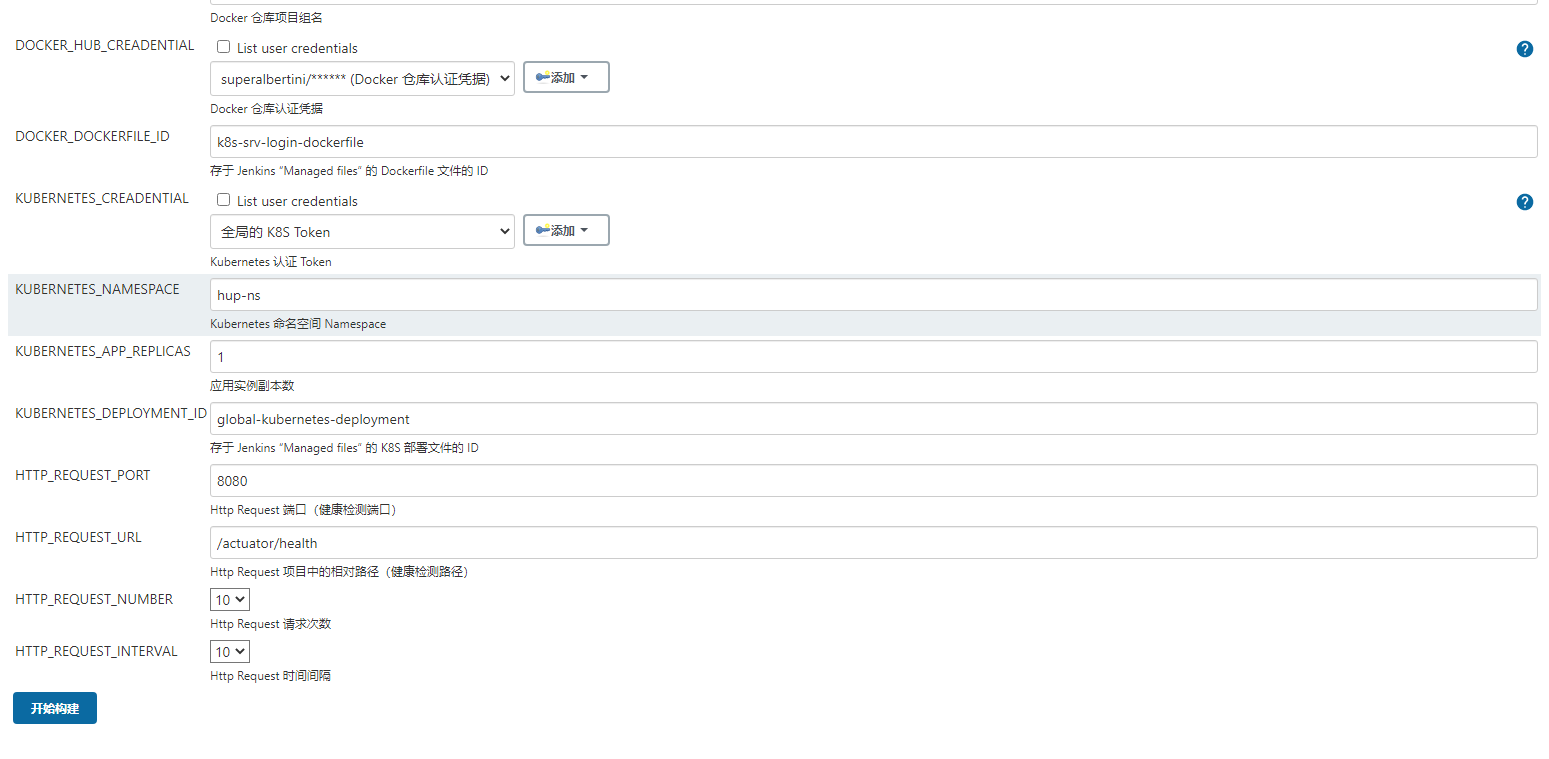 Docker 仓库项目组名
DOCKER_HUB_CREADENTIAL
List user credentials
superalbertini/****** (Docker 仓库认证凭据)
添加
Docker 仓库认证凭据
DOCKER_DOCKERFILE_ID
k8s-srv-login-dockerfile
存于 Jenkins “Managed files” 的 Dockerfile 文件的 ID
KUBERNETES_CREADENTIAL
List user credentials
全局的 K8S Token
添加
Kubernetes 认证 Token
KUBERNETES_NAMESPACE
hup-ns
Kubernetes 命名空间 Namespace
KUBERNETES_APP_REPLICAS
1
应用实例副本数
KUBERNETES_DEPLOYMENT_ID
global-kubernetes-deployment
存于 Jenkins “Managed files” 的 K8S 部署文件的 ID
HTTP_REQUEST_PORT
8080
Http Request 端口（健康检测端口）
HTTP_REQUEST_URL
/actuator/health
Http Request 项目中的相对路径（健康检测路径）
HTTP_REQUEST_NUMBER
10
Http Request 请求次数
HTTP_REQUEST_INTERVAL
10
Http Request 时间间隔
开始构建